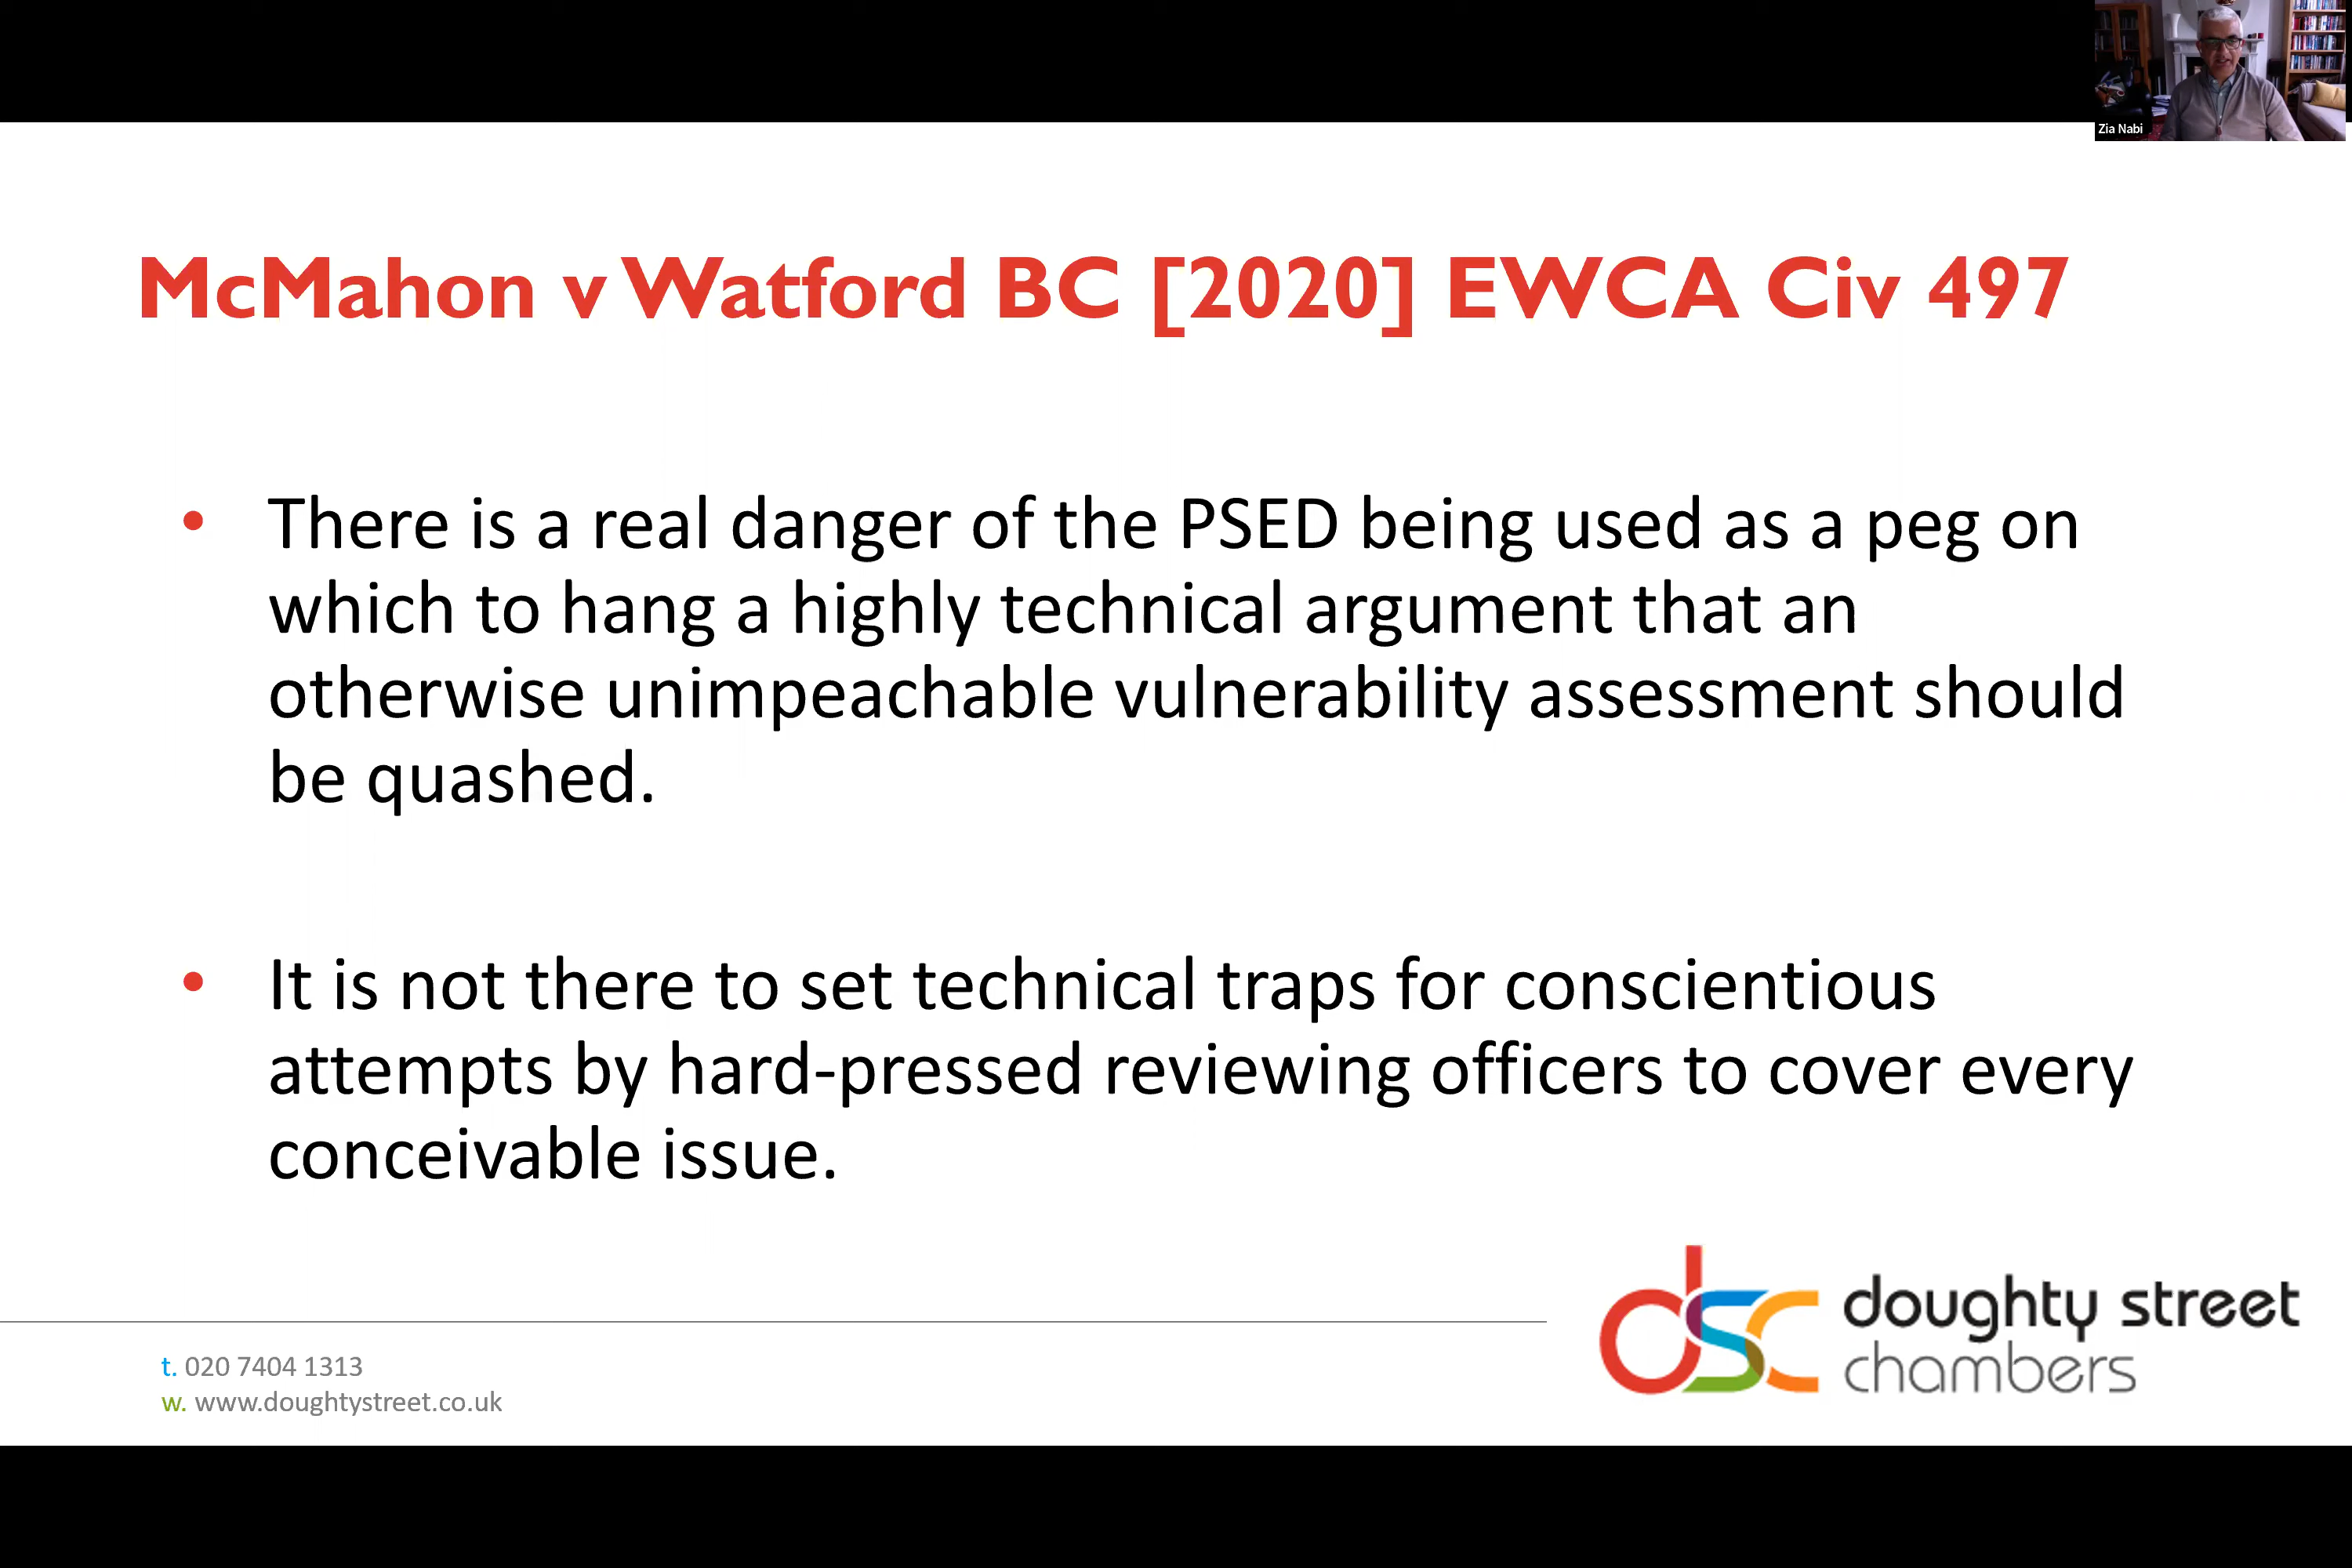 Zia Nabi
McMahon v Watford BC [2020] EWCA Civ 497
• There is a real danger of the PSED being used as a peg on
which to hang a highly technical argument that an
otherwise unimpeachable vulnerability assessment should
be quashed.
• It is not there to set technical traps for conscientious
attempts by hard-pressed reviewing officers to cover every
conceivable issue.
dsc doughty street
chambers
t. 020 7404 1313
w. www.doughtystreet.co.uk